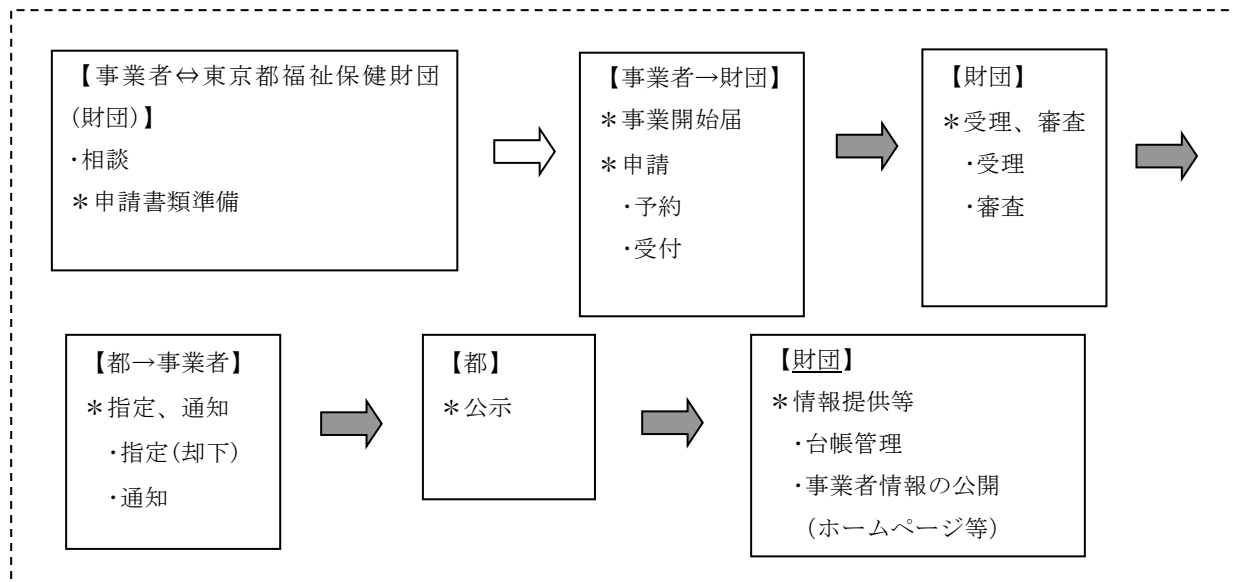 【事業者⇔東京都福祉保健財団
(財団)】
・相談
＊申請書類準備
【事業者→財団】
＊事業開始届
＊申請
・予約
・受付
【財団】
＊受理、審査
・受理
・審査
【都→事業者】
＊指定、通知
・指定(却下)
・通知
【都】
＊公示
【財団】
＊情報提供等
・台帳管理
・事業者情報の公開
(ホームページ等)